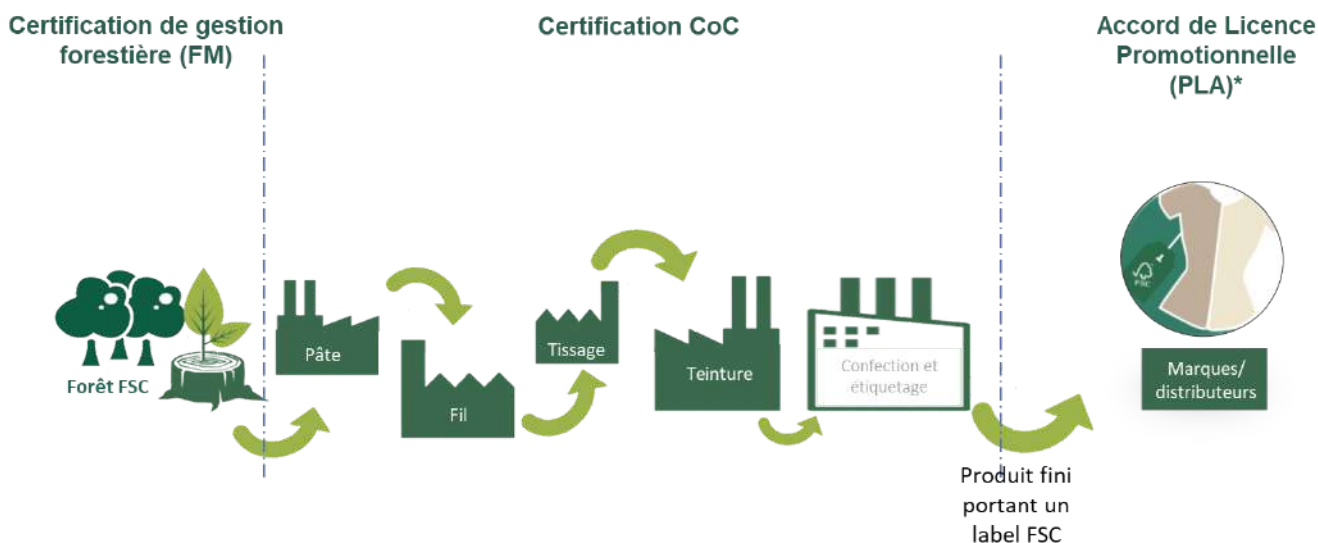 Certification de gestion
forestière (FM)
Certification CoC
Accord de Licence
Promotionnelle
(PLA)*
Forêt FSC
Pâte
Fil
Tissage
Teinture
Confection et
étiquetage
Produit fini
portant un
label FSC
FSC
Marques/
distributeurs